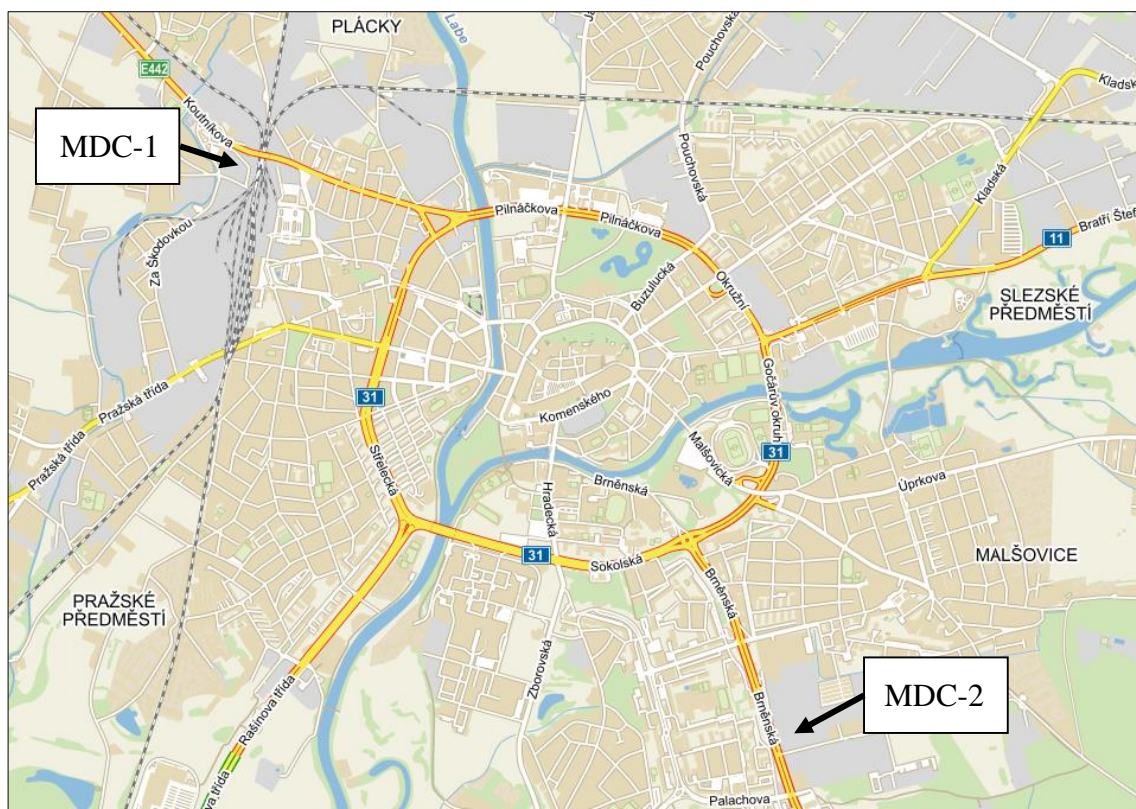 PLÁCKY
Labe
Pouchovská
E442
Kladsk
Koutníkova
MDC-1
Pouchovská
Kladská
Pilnáčkova
Pilnáčkova
Bratří Štef
11
Za Škodovkou
Buzulucká
Okružní
SLEZSKÉ
PŘEDMĚSTÍ
Gočárův okruh
31
Pražská třída
Komenského
Střelecká
Malšovická
31
Pražská třída
Brněnská
Úprkova
Hradecká
31
Sokolská
MALŠOVICE
Brněnská
PRAŽSKÉ
PŘEDMĚSTÍ
Zborovská
MDC-2
Rašínova třída
Brněnská
va třída
Palachova